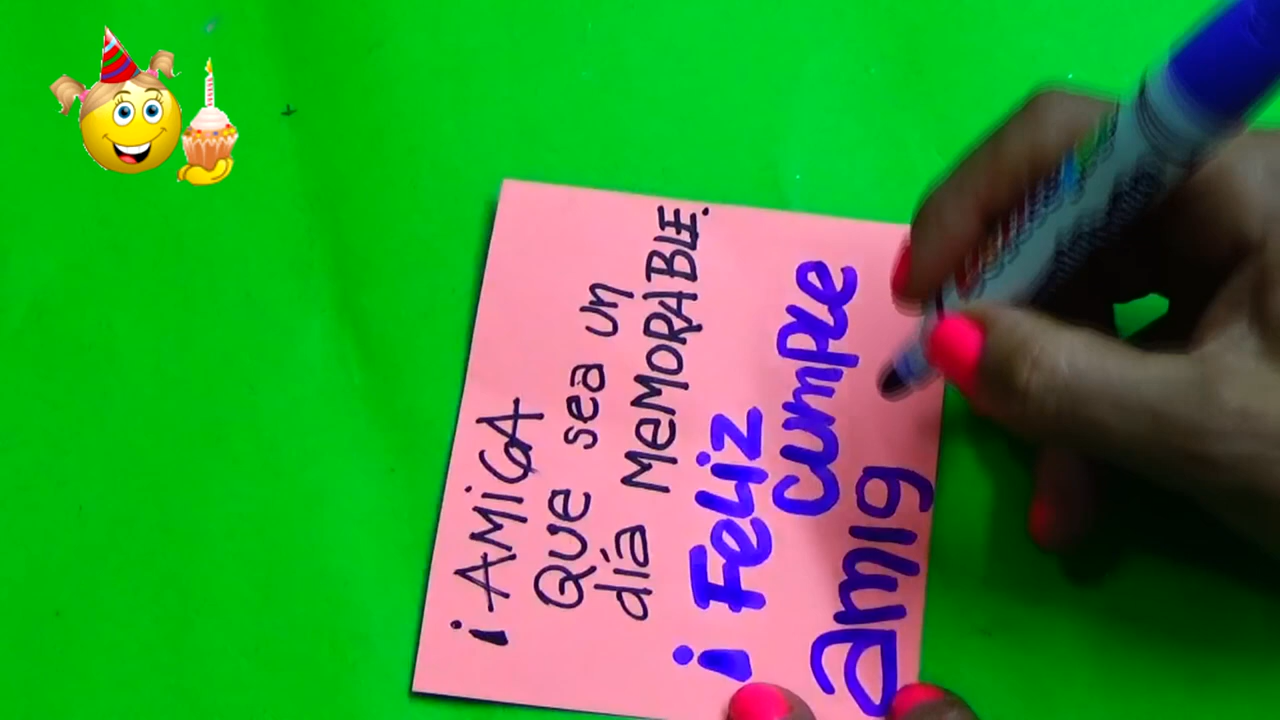 ¡AMiGA
QUE sea un
día MeMORABLE.
¡FeLiZ
CUMPLe
amig